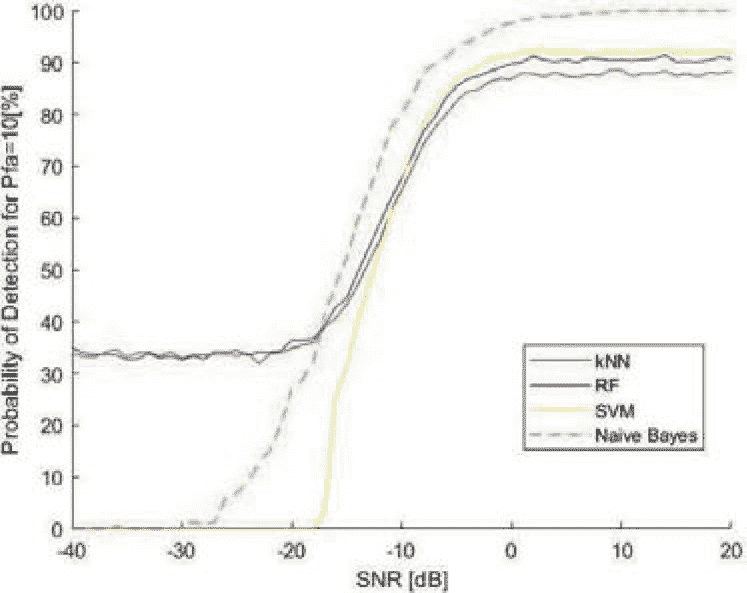 100
90
80
70
60
50
40
30
20
10
0
Probability of Detection for Pfa=10[%]
kNN
RF
SVM
Naive Bayes
-40 -30 -20 -10 0 10 20
SNR [dB]